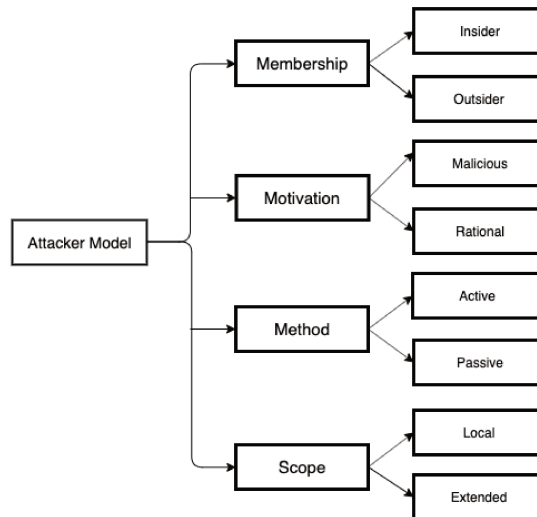 Attacker Model
Membership
Insider
Outsider
Motivation
Malicious
Rational
Method
Active
Passive
Scope
Local
Extended